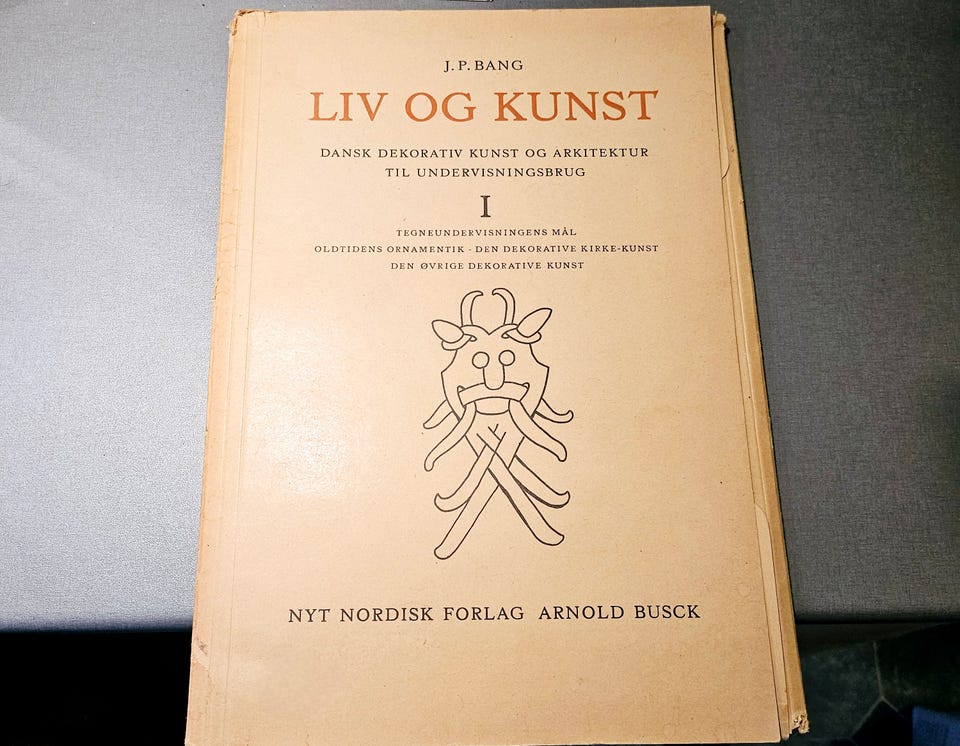 J. P. BANG
LIV OG KUNST
DANSK DEKORATIV KUNST OG ARKITEKTUR
TIL UNDERVISNINGSBRUG
I
TEGNEUNDERVISNINGENS MÅL
OLDTIDENS ORNAMENTIK · DEN DEKORATIVE KIRKE-KUNST
DEN ØVRIGE DEKORATIVE KUNST
NYT NORDISK FORLAG ARNOLD BUSCK